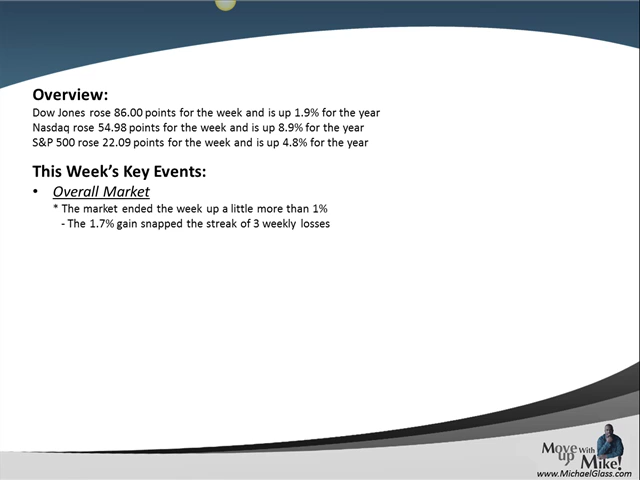 Overview:
Dow Jones rose 86.00 points for the week and is up 1.9% for the year
Nasdaq rose 54.98 points for the week and is up 8.9% for the year
S&P 500 rose 22.09 points for the week and is up 4.8% for the year
This Week's Key Events:
• Overall Market
* The market ended the week up a little more than 1%
- The 1.7% gain snapped the streak of 3 weekly losses
Move up With Mike!
www.MichaelGlass.com